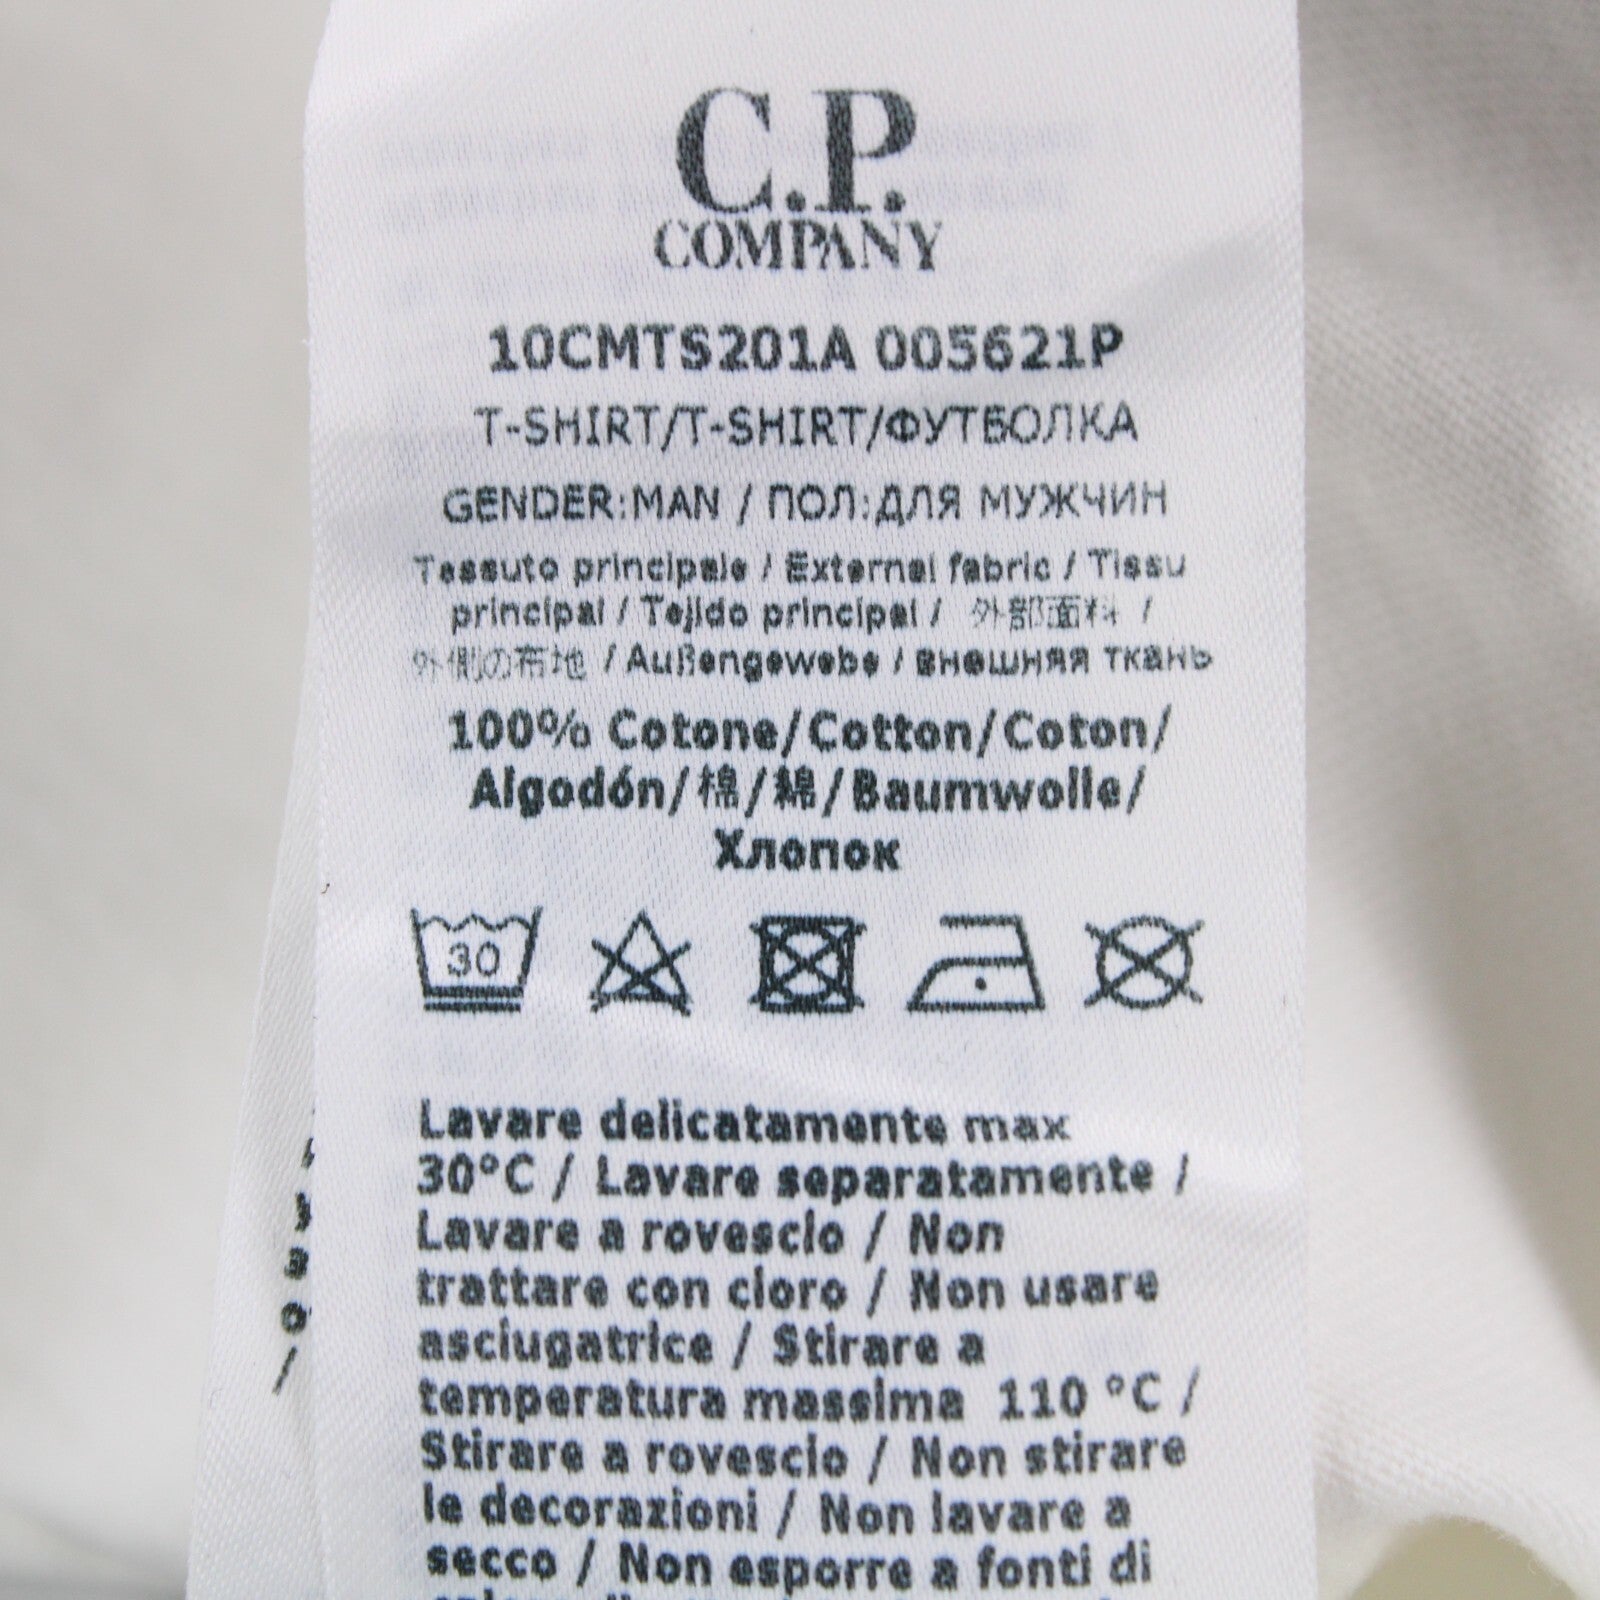 C.P.
COMPANY
10CMTS201A 005621P
T-SHIRT/T-SHIRT/ФУТБОЛКА
GENDER:MAN / ПОЛ:ДЛЯ МУЖЧИН
Tessuto principale / External fabric / Tissu
principal / Tejido principal / 外部面料 /
外側の布地 / Außengewebe / внешняя ткань
100% Cotone/Cotton/Coton/
Algodón/棉/綿/Baumwolle/
Хлопок
30
Lavare delicatamente max
30°C / Lavare separatamente /
Lavare a rovescio / Non
trattare con cloro / Non usare
asciugatrice / Stirare a
temperatura massima 110 °C /
Stirare a rovescio / Non stirare
le decorazioni / Non lavare a
secco / Non esporre a fonti di